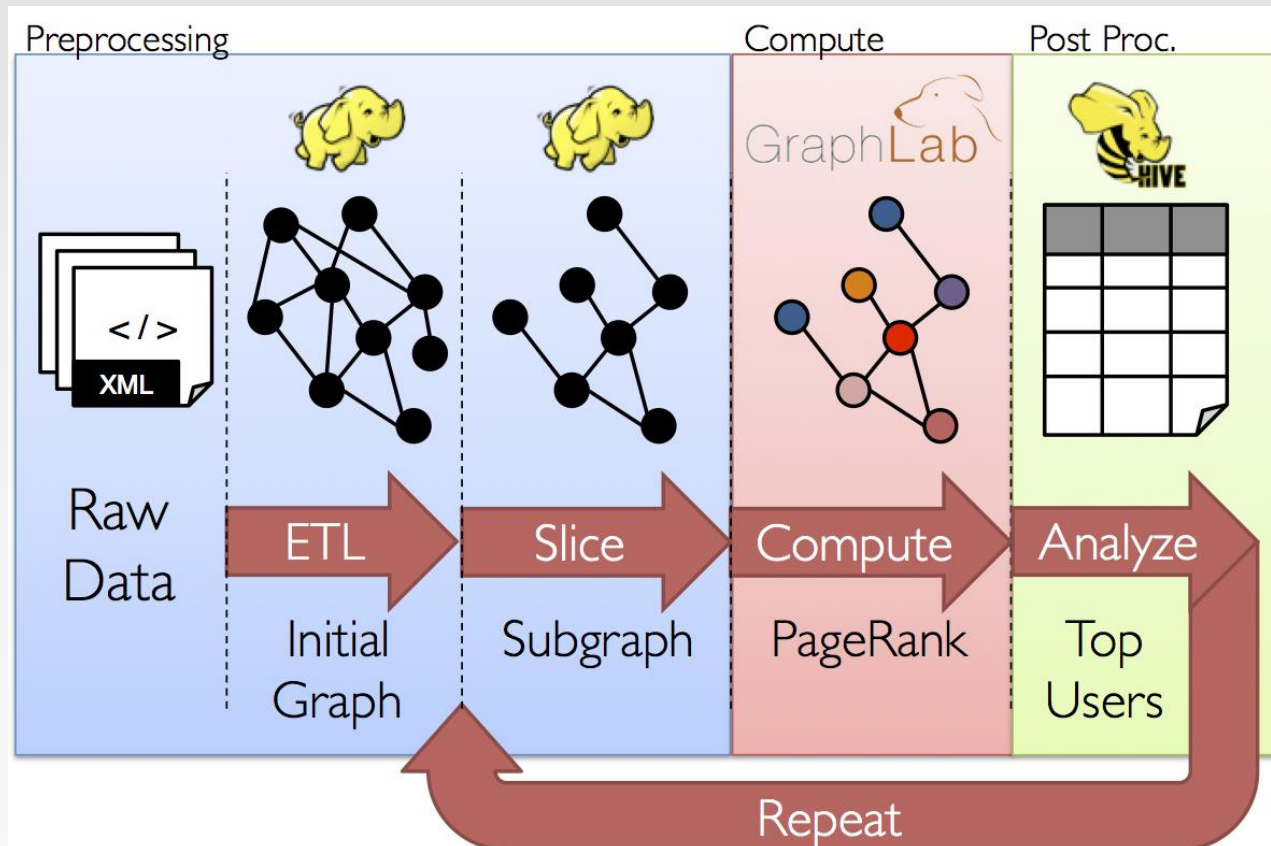 Preprocessing
Compute
Post Proc.
GraphLab
HIVE
</>
XML
Raw
Data
ETL
Slice
Compute
Analyze
Initial
Graph
Subgraph
PageRank
Top
Users
Repeat